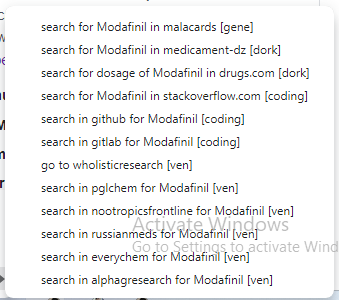 search for Modafinil in malacards [gene]
search for Modafinil in medicament-dz [dork]
search for dosage of Modafinil in drugs.com [dork]
search for Modafinil in stackoverflow.com [coding]
search in github for Modafinil [coding]
search in gitlab for Modafinil [coding]
go to wholisticresearch [ven]
search in pglchem for Modafinil [ven]
search in nootropicsfrontline for Modafinil [ven]
Activate Windows
search in russianmeds for Modafinil [ven]
Go to Settings to activate Wind
search in everychem for Modafinil [ven]
search in alphagresearch for Modafinil [ven]